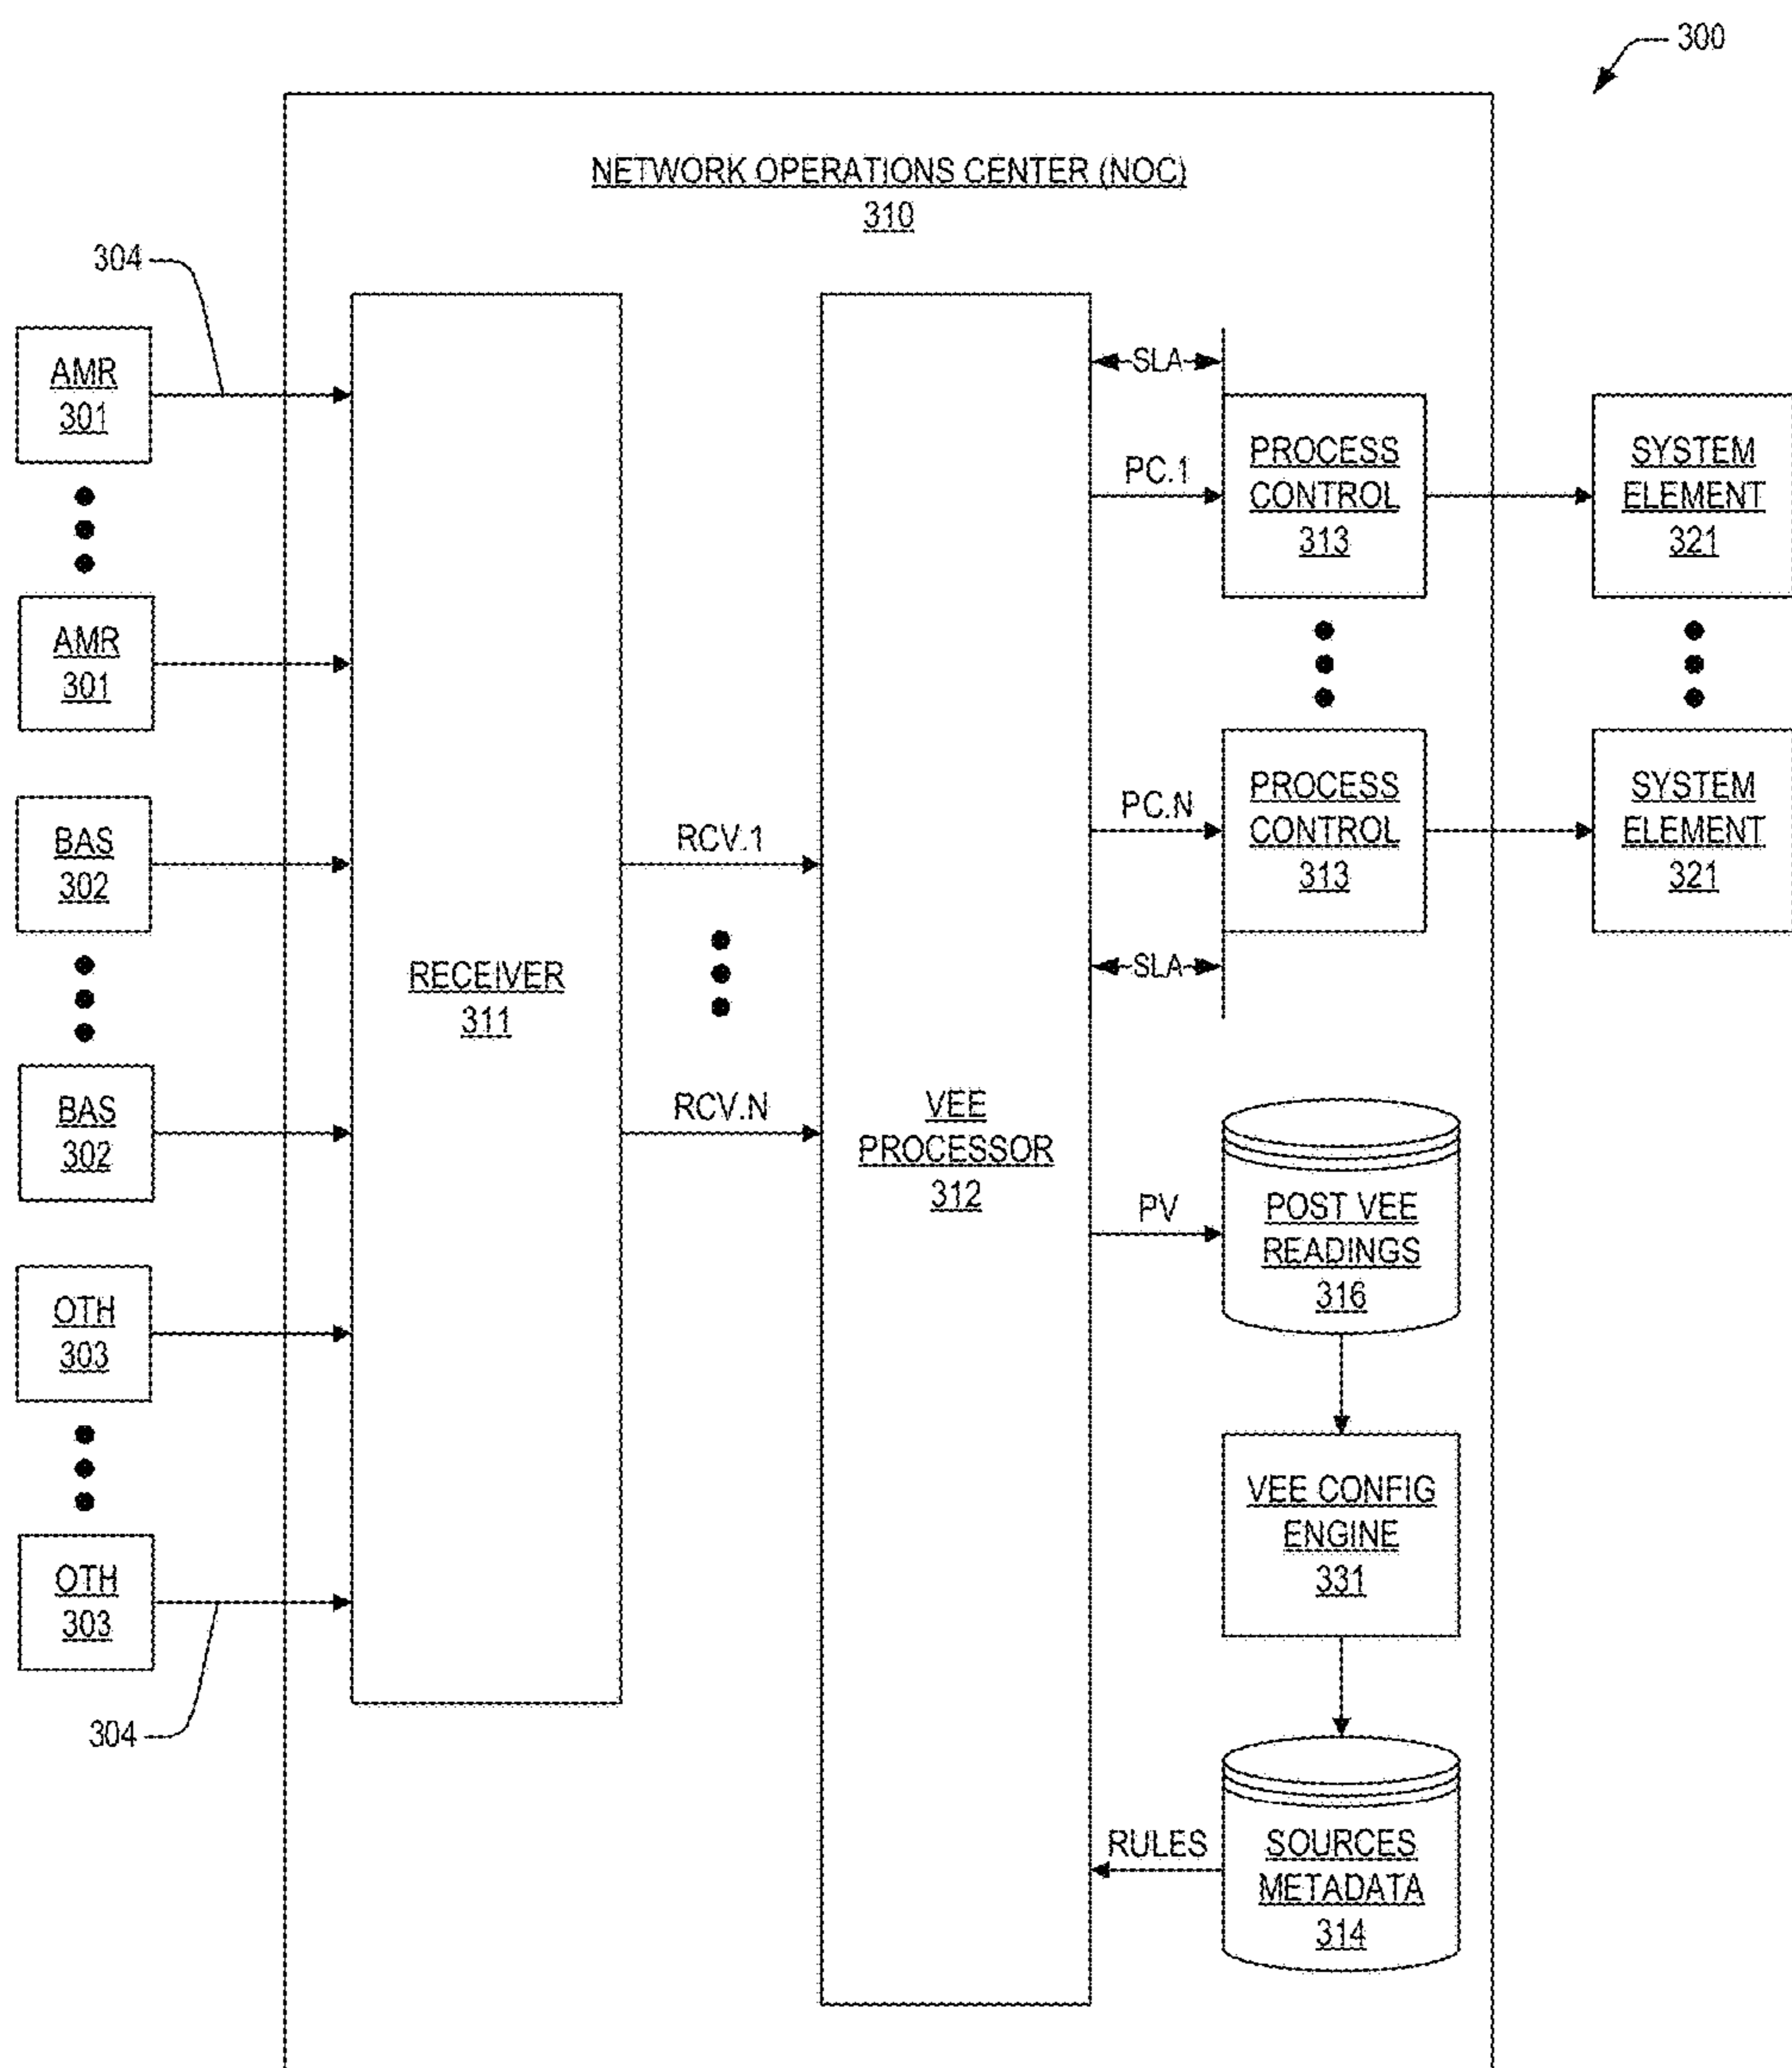 300
NETWORK OPERATIONS CENTER (NOC)
310
304
AMR
301
AMR
301
BAS
302
BAS
302
OTH
303
OTH
303
304
RECEIVER
311
RCV.1
RCV.N
VEE
PROCESSOR
312
SLA
PC.1
PROCESS
CONTROL
313
SYSTEM
ELEMENT
321
PC.N
PROCESS
CONTROL
313
SYSTEM
ELEMENT
321
SLA
PV
POST VEE
READINGS
316
VEE CONFIG
ENGINE
331
RULES
SOURCES
METADATA
314